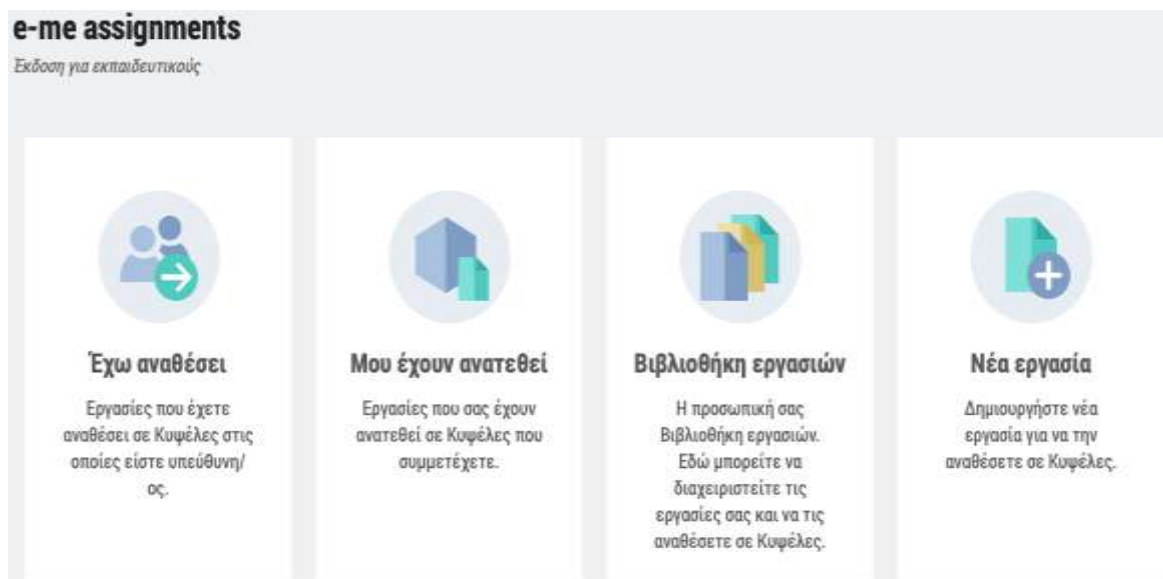 e-me assignments
Έκδοση για εκπαιδευτικούς
Έχω αναθέσει
Εργασίες που έχετε
αναθέσει σε Κυψέλες στις
οποίες είστε υπεύθυνη/
ος.
Μου έχουν ανατεθεί
Εργασίες που σας έχουν
ανατεθεί σε Κυψέλες που
συμμετέχετε.
Βιβλιοθήκη εργασιών
Η προσωπική σας
Βιβλιοθήκη εργασιών.
Εδώ μπορείτε να
διαχειριστείτε τις
εργασίες σας και να τις
αναθέσετε σε Κυψέλες.
Νέα εργασία
Δημιουργήστε νέα
εργασία για να την
αναθέσετε σε Κυψέλες.